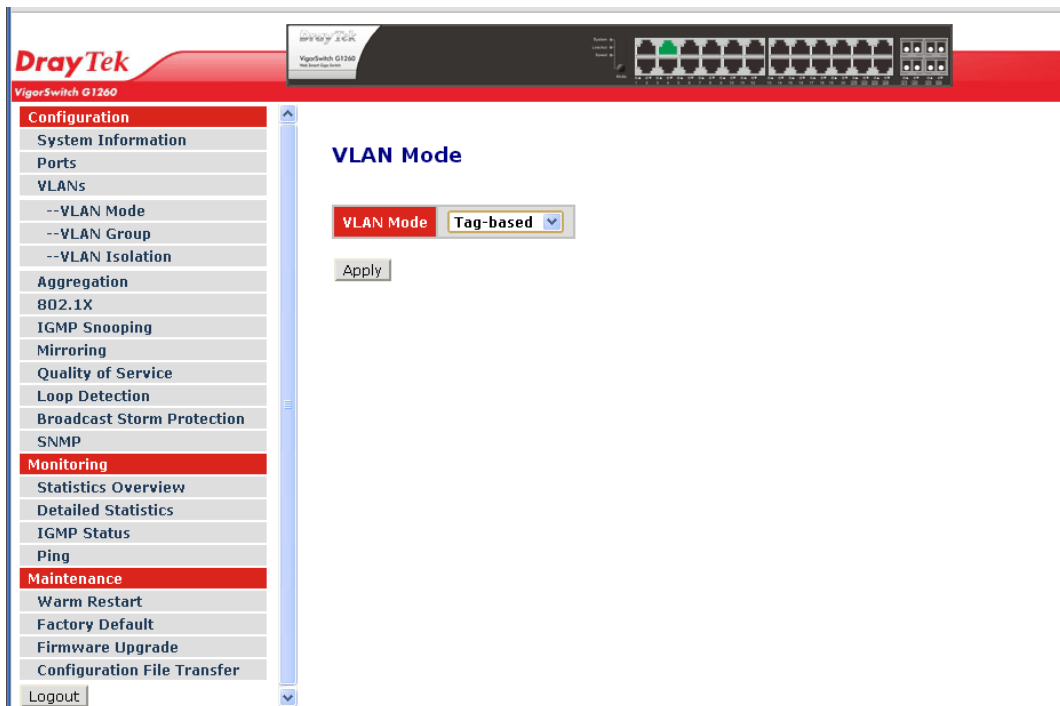 DrayTek
VigorSwitch G1260
DrayTek
VigorSwitch G1260
Configuration
System Information
Ports
VLANs
--VLAN Mode
--VLAN Group
--VLAN Isolation
Aggregation
802.1X
IGMP Snooping
Mirroring
Quality of Service
Loop Detection
Broadcast Storm Protection
SNMP
Monitoring
Statistics Overview
Detailed Statistics
IGMP Status
Ping
Maintenance
Warm Restart
Factory Default
Firmware Upgrade
Configuration File Transfer
Logout
VLAN Mode
VLAN Mode Tag-based
Apply